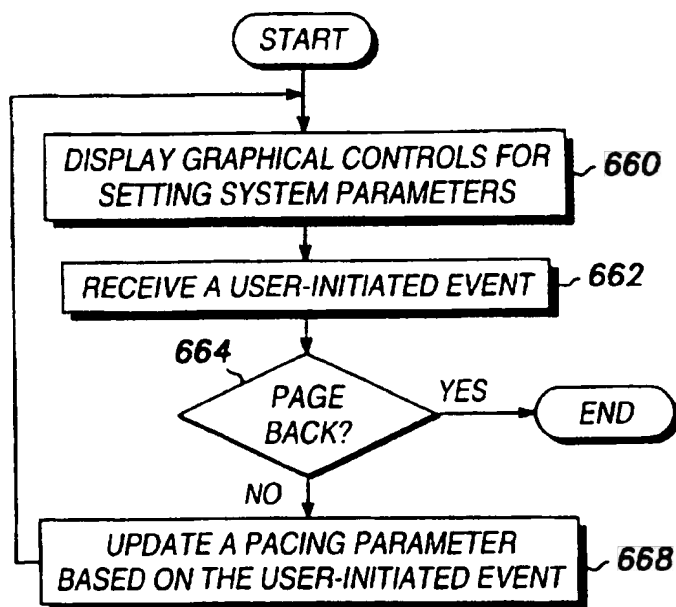 START
DISPLAY GRAPHICAL CONTROLS FOR
SETTING SYSTEM PARAMETERS
660
RECEIVE A USER-INITIATED EVENT
662
664
PAGE
BACK?
YES
END
NO
UPDATE A PACING PARAMETER
BASED ON THE USER-INITIATED EVENT
668